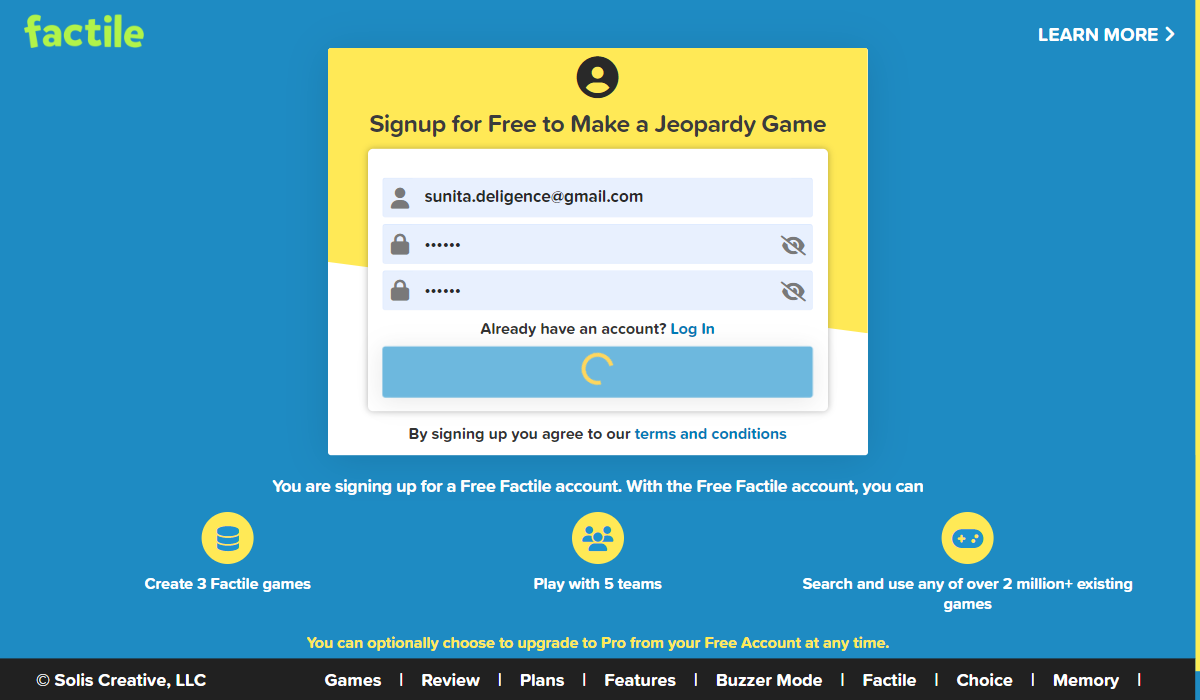 factile
LEARN MORE
Signup for Free to Make a Jeopardy Game
sunita.deligence@gmail.com
••••••
••••••
Already have an account? Log In
By signing up you agree to our terms and conditions
You are signing up for a Free Factile account. With the Free Factile account, you can
Create 3 Factile games
Play with 5 teams
Search and use any of over 2 million+ existing
games
You can optionally choose to upgrade to Pro from your Free Account at any time.
© Solis Creative, LLC
Games | Review | Plans | Features | Buzzer Mode | Factile | Choice | Memory |